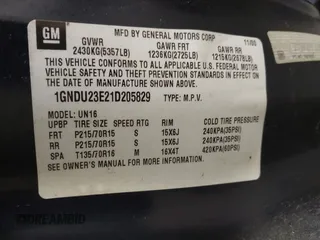 GM
MFD BY GENERAL MOTORS CORP 11/00
GVWR GAWR FRT GAWR RR
2430KG(5357LB) 1236KG(2725LB) 1215KG(2678LB)
THIS VEHICLE CONFORMS TO ALL APPLICABLE U.S. FEDERAL
MOTOR VEHICLE SAFETY, BUMPER, AND THEFT PREVENTION
STANDARDS IN EFFECT ON THE DATE OF MANUFACTURE SHOWN ABOVE.
1GNDU23E21D205829 TYPE: M.P.V.
MODEL: UN16
UPBD TIRE SIZE SPEED RTG RIM COLD TIRE PRESSURE
FRT P215/70R15 S 15X6J 240KPA(35PSI)
RR P215/70R15 S 15X6J 240KPA(35PSI)
SPA T135/70R16 M 16X4T 420KPA(60PSI)
SEE OWNER'S MANUAL FOR MORE INFORMATION.